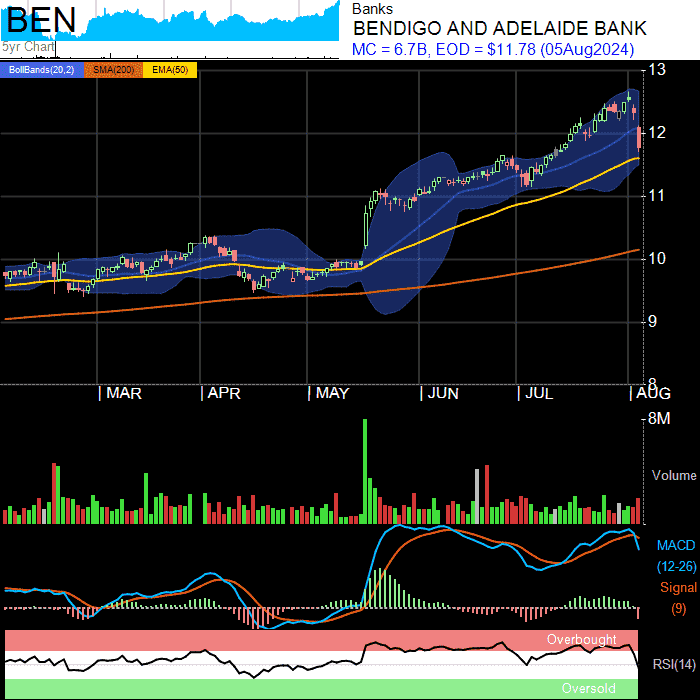 BEN
5yr Chart
Banks
BENDIGO AND ADELAIDE BANK
MC = 6.7B, EOD = $11.78 (05Aug2024)
BollBands(20,2) SMA(200) EMA(50)
13
12
11
10
9
8
| MAR | APR | MAY | JUN | JUL | AUG
8M
Volume
MACD
(12-26)
Signal
(9)
Overbought
RSI(14)
Oversold